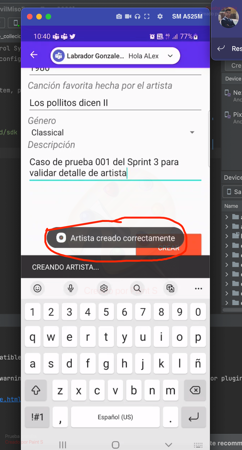 SM A525M
10:40
77%
Labrador Gonzale...
Hola ALex
1980
Canción favorita hecha por el artista
Los pollitos dicen II
Género
Classical
Descripción
Caso de prueba 001 del Sprint 3 para
validar detalle de artista
Artista creado correctamente
CREAR
CREANDO ARTISTA...
1 2 3 4 5 6 7 8 9 0
q w e r t y u i o p
a s d f g h j k l ñ
z x c v b n m
!#1 , Español (US) .